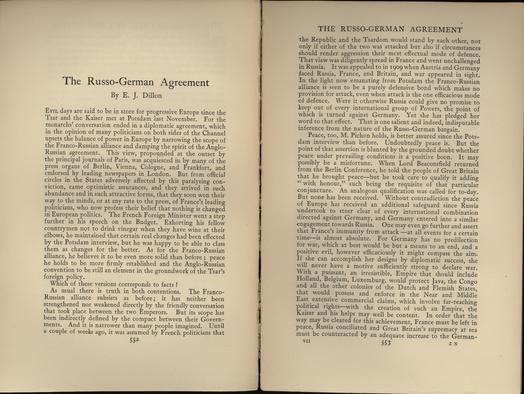 The Russo-German Agreement
By E. J. Dillon
EVIL days are said to be in store for progressive Europe since the
Tsar and the Kaiser met at Potsdam last November. For the
monarchs' conversation ended in a diplomatic agreement, which
in the opinion of many politicians on both sides of the Channel
upsets the balance of power in Europe by narrowing the scope of
the Franco-Russian alliance and damping the spirit of the Anglo-
Russian agreement. This view, propounded at the outset by
the principal journals of Paris, was acquiesced in by many of the
press organs of Berlin, Vienna, Cologne, and Frankfurt, and
endorsed by leading newspapers in London. But from official
circles in the States adversely affected by this paralysing con-
viction, came optimistic assurances, and they arrived in such
abundance and in such attractive forms, that they soon won their
way to the minds, or at any rate to the press, of France's leading
politicians, who now profess their belief that nothing is changed
in European politics. The French Foreign Minister went a step
further in his speech on the Budget. Exhorting his fellow
countrymen not to drink vinegar when they have wine at their
elbows, he maintained that certain real changes had been effected
by the Potsdam interview, but he was happy to be able to class
them as changes for the better. As for the Franco-Russian
alliance, he believes it to be even more solid than before; peace
he holds to be more firmly established and the Anglo-Russian
convention to be still an element in the groundwork of the Tsar's
foreign policy.
Which of these versions corresponds to facts?
As usual there is truth in both contentions. The Franco-
Russian alliance subsists as before; it has neither been
strengthened nor weakened directly by the friendly conversation
that took place between the two Emperors. But its scope has
been indirectly defined by the compact between their Govern-
ments. And it is narrower than many people imagined. Until
a couple of weeks ago, it was assumed by French politicians that
552
THE RUSSO-GERMAN AGREEMENT
the Republic and the Tsardom would stand by each other, not
only if either of the two was attacked but also if circumstances
should render aggression their most effectual mode of defence.
That view was diligently spread in France and went unchallenged
in Russia. It was appealed to in 1909 when Austria and Germany
faced Russia, France, and Britain, and war appeared in sight.
In the light now emanating from Potsdam the Franco-Russian
alliance is seen to be a purely defensive bond which makes no
provision for attack, even when attack is the one efficacious mode
of defence. Were it otherwise Russia could give no promise to
keep out of every international group of Powers, the point of
which is turned against Germany. Yet she has pledged her
word to that effect. That is one salient and indeed, indisputable
inference from the nature of the Russo-German bargain.
Peace, too, M. Pichon holds, is better assured since the Pots-
dam interview than before. Undoubtedly peace is. But the
point of that assertion is blunted by the grounded doubt whether
peace under prevailing conditions is a positive boon. It may
possibly be a misfortune. When Lord Beaconsfield returned
from the Berlin Conference, he told the people of Great Britain
that he brought peace—but he took care to qualify it adding
"with honour," such being the requisite of that particular
conjuncture. An analogous qualification was called for to-day.
But none has been received. Without contradiction the peace
of Europe has received an additional safeguard since Russia
undertook to steer clear of every international combination
directed against Germany, and Germany entered into a similar
engagement towards Russia. One may even go further and assert
that France's immunity from attack—at all events for a certain
time—is almost absolute. For Germany has no predilection
for war, which at best would be but a means to an end, and a
positive evil, however efficaciously it might compass the aim.
If she can accomplish her designs by diplomatic success, she
will never have a motive sufficiently strong to declare war.
With a puissant, an irresistible, Empire that should include
Holland, Belgium, Luxemburg, would protect Java, the Congo
and all the other colonies of the Dutch and Flemish States,
that would possess and enforce in the Near and Middle
East extensive commercial claims, which involve far-reaching
political rights—with the creation of such an Empire, the
Kaiser and his helps may well be content. In order that the
way may be cleared for this achievement, France must be left in
peace, Russia conciliated and Great Britain's supremacy at sea
must be counteracted by an adequate increase to the German-
VII 553 2 N